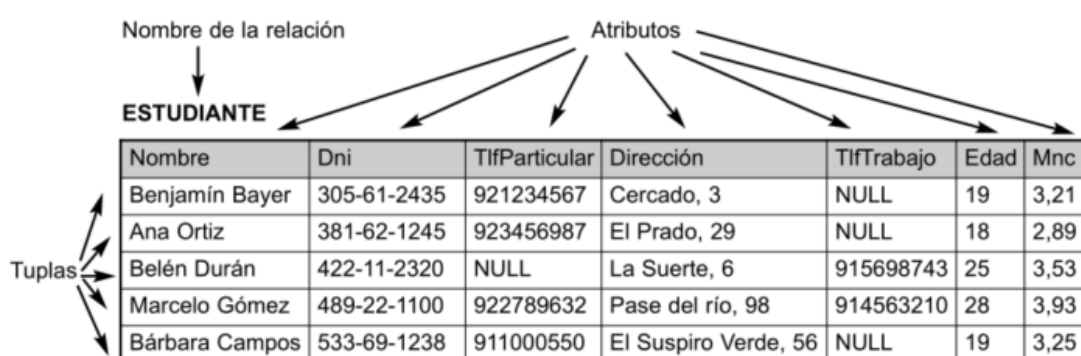 Nombre de la relación
Atributos
ESTUDIANTE
Nombre Dni TlfParticular Dirección TlfTrabajo Edad Mnc
Benjamín Bayer 305-61-2435 921234567 Cercado, 3 NULL 19 3,21
Ana Ortiz 381-62-1245 923456987 El Prado, 29 NULL 18 2,89
Tuplas
Belén Durán 422-11-2320 NULL La Suerte, 6 915698743 25 3,53
Marcelo Gómez 489-22-1100 922789632 Pase del río, 98 914563210 28 3,93
Bárbara Campos 533-69-1238 911000550 El Suspiro Verde, 56 NULL 19 3,25